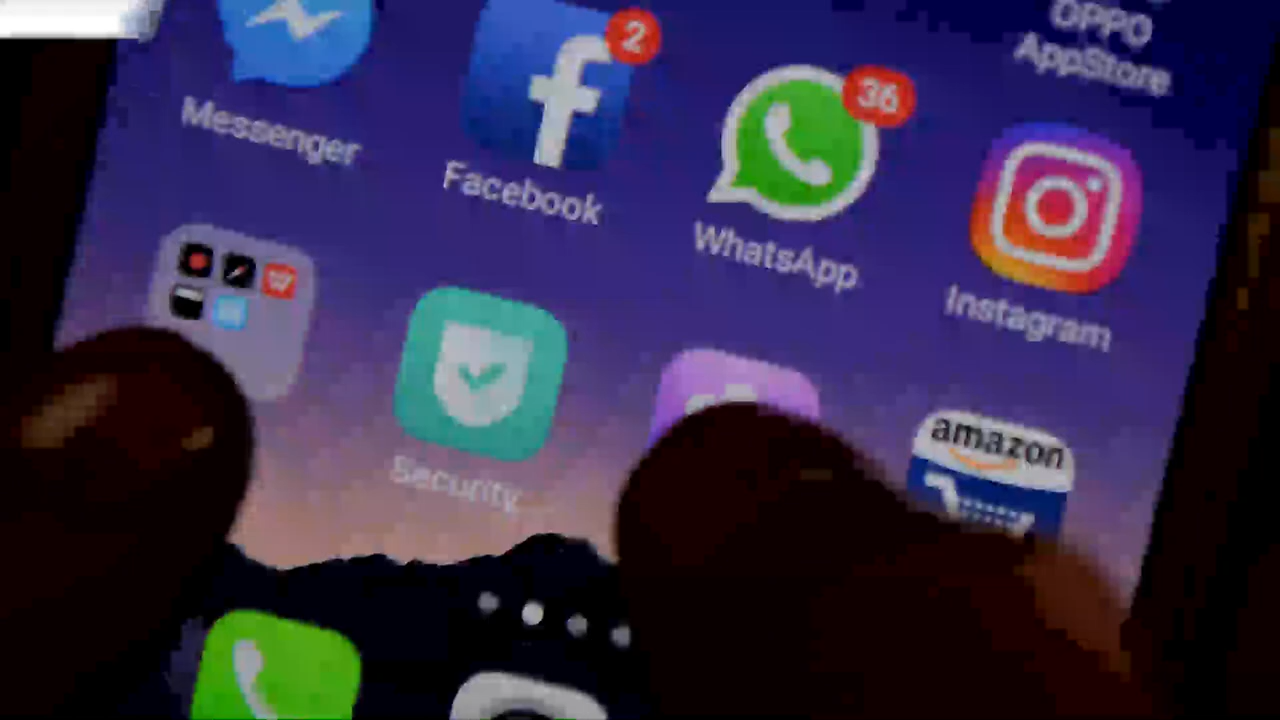 OPPO
AppStore
2
36
Messenger
Facebook
WhatsApp
Instagram
Security
amazon